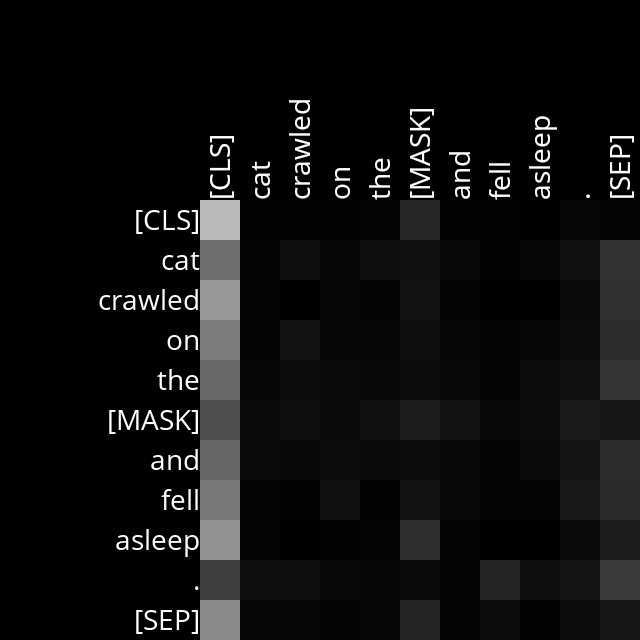 [CLS] cat crawled on the [MASK] and fell asleep . [SEP]
[CLS]
cat
crawled
on
the
[MASK]
and
fell
asleep
.
[SEP]